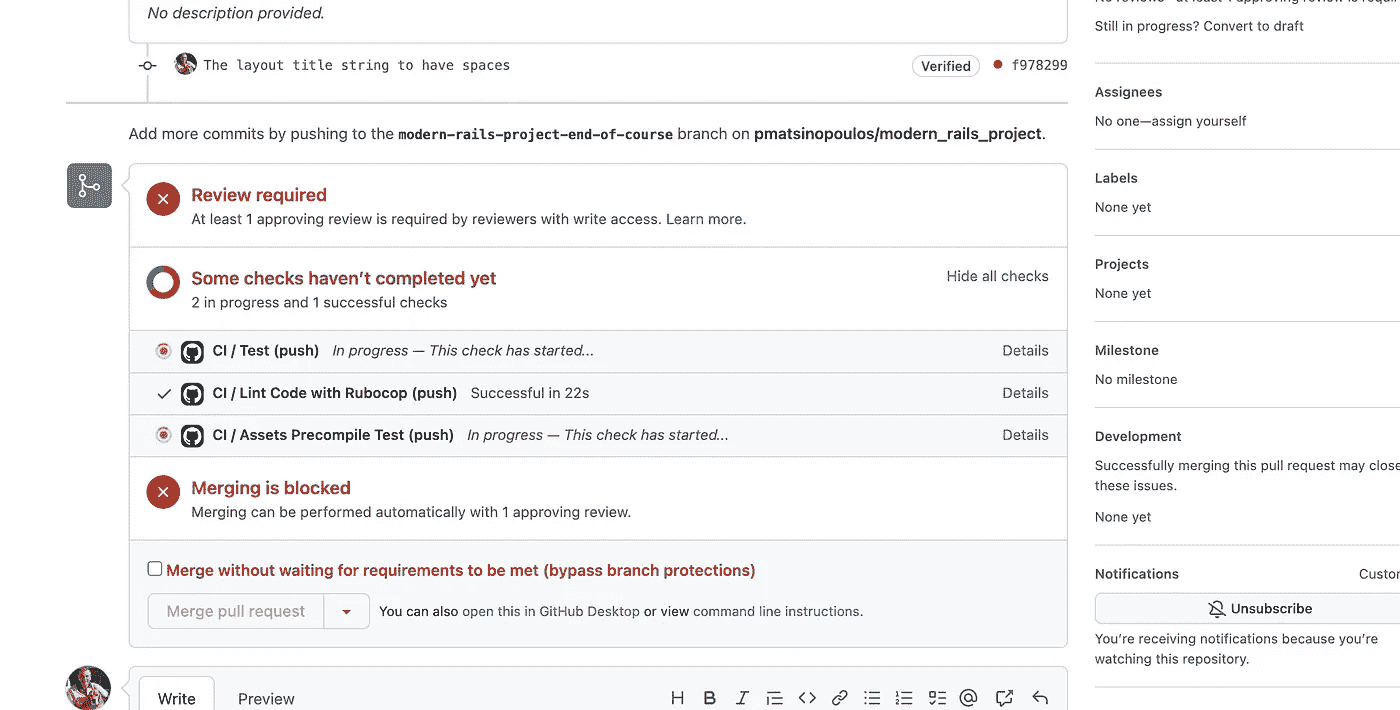 No description provided.
The layout title string to have spaces
Verified
f978299
Add more commits by pushing to the modern-rails-project-end-of-course branch on pmatsinopoulos/modern_rails_project.
Review required
At least 1 approving review is required by reviewers with write access. Learn more.
Some checks haven't completed yet
Hide all checks
2 in progress and 1 successful checks
CI / Test (push) In progress — This check has started...
Details
CI / Lint Code with Rubocop (push) Successful in 22s
Details
CI / Assets Precompile Test (push) In progress — This check has started...
Details
Merging is blocked
Merging can be performed automatically with 1 approving review.
Merge without waiting for requirements to be met (bypass branch protections)
Merge pull request
You can also open this in GitHub Desktop or view command line instructions.
Write
Preview
Still in progress? Convert to draft
Assignees
No one—assign yourself
Labels
None yet
Projects
None yet
Milestone
No milestone
Development
Successfully merging this pull request may close
these issues.
None yet
Notifications
Custo
Unsubscribe
You're receiving notifications because you're
watching this repository.